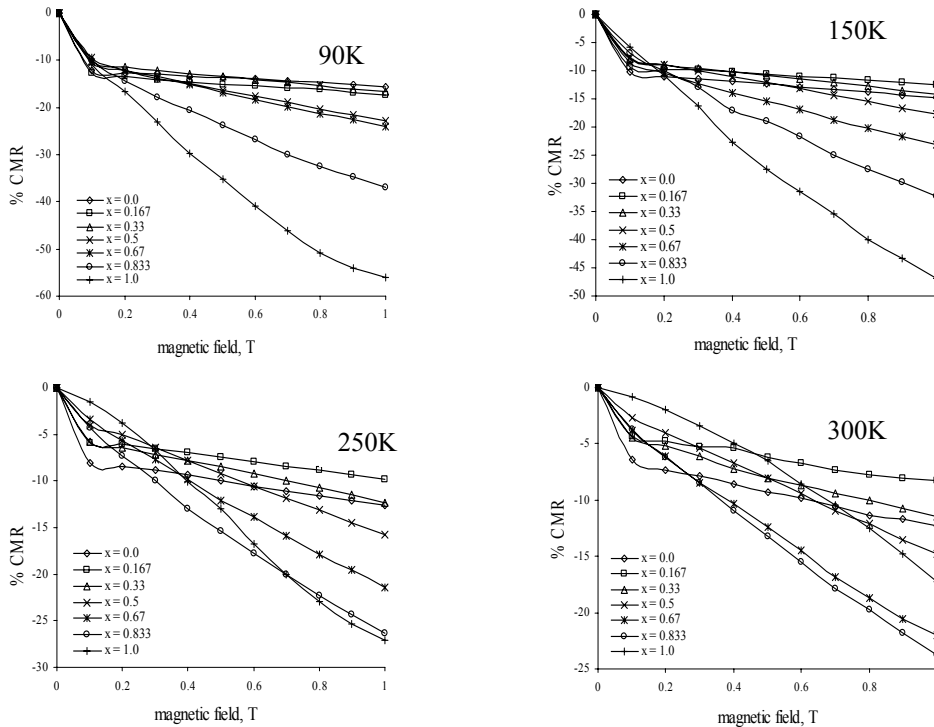 90K
0
-10
-20
-30
-40
-50
-60
% CMR
x = 0.0
x = 0.167
x = 0.33
x = 0.5
x = 0.67
x = 0.833
x = 1.0
0 0.2 0.4 0.6 0.8 1
magnetic field, T
150K
0
-5
-10
-15
-20
-25
-30
-35
-40
-45
-50
% CMR
x = 0.0
x = 0.167
x = 0.33
x = 0.5
x = 0.67
x = 0.833
x = 1.0
0 0.2 0.4 0.6 0.8
magnetic field, T
250K
0
-5
-10
-15
-20
-25
-30
% CMR
x = 0.0
x = 0.167
x = 0.33
x = 0.5
x = 0.67
x = 0.833
x = 1.0
0 0.2 0.4 0.6 0.8 1
magnetic field, T
300K
0
-5
-10
-15
-20
-25
% CMR
x = 0.0
x = 0.167
x = 0.33
x = 0.5
x = 0.67
x = 0.833
x = 1.0
0 0.2 0.4 0.6 0.8
magnetic field, T